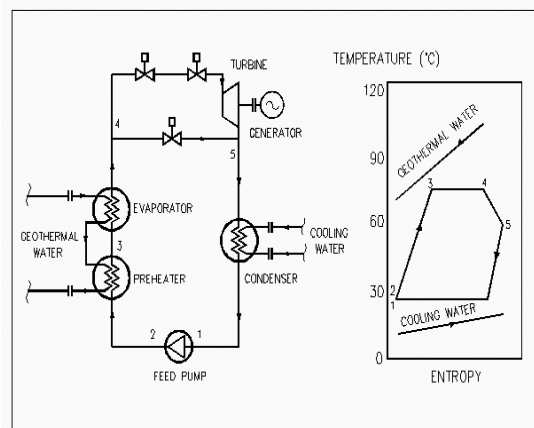 TURBINE
GENERATOR
4
5
EVAPORATOR
GEOTHERMAL
WATER
3
PREHEATER
COOLING
WATER
CONDENSER
2
1
FEED PUMP
TEMPERATURE (°C)
120
90
60
30
0
GEOTHERMAL WATER
3
4
5
2
1
COOLING WATER
ENTROPY